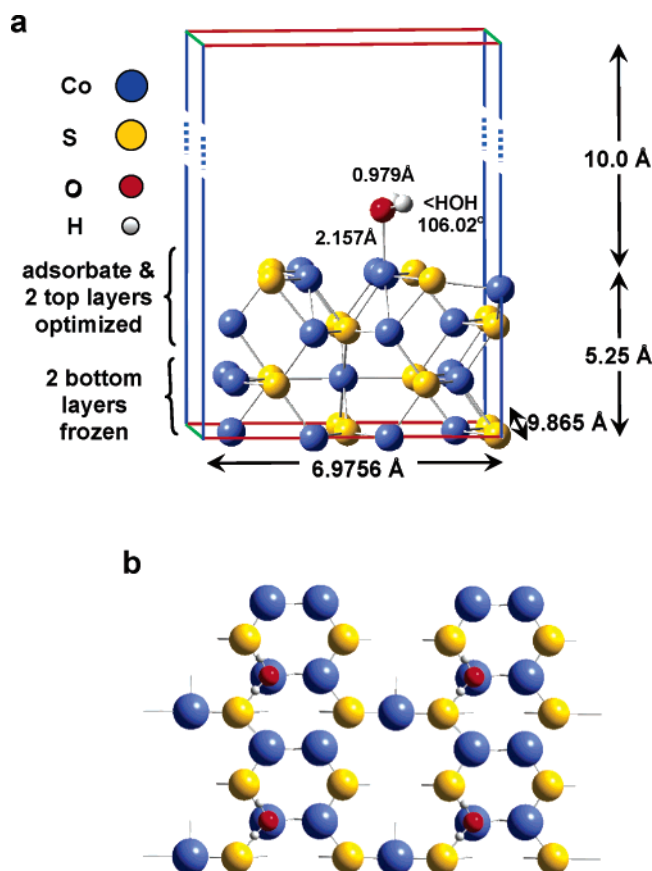 a
Co
S
O
H
0.979Å
<HOH
106.02°
2.157Å
10.0 Å
adsorbate &
2 top layers
optimized
5.25 Å
2 bottom
layers
frozen
9.865 Å
6.9756 Å
b